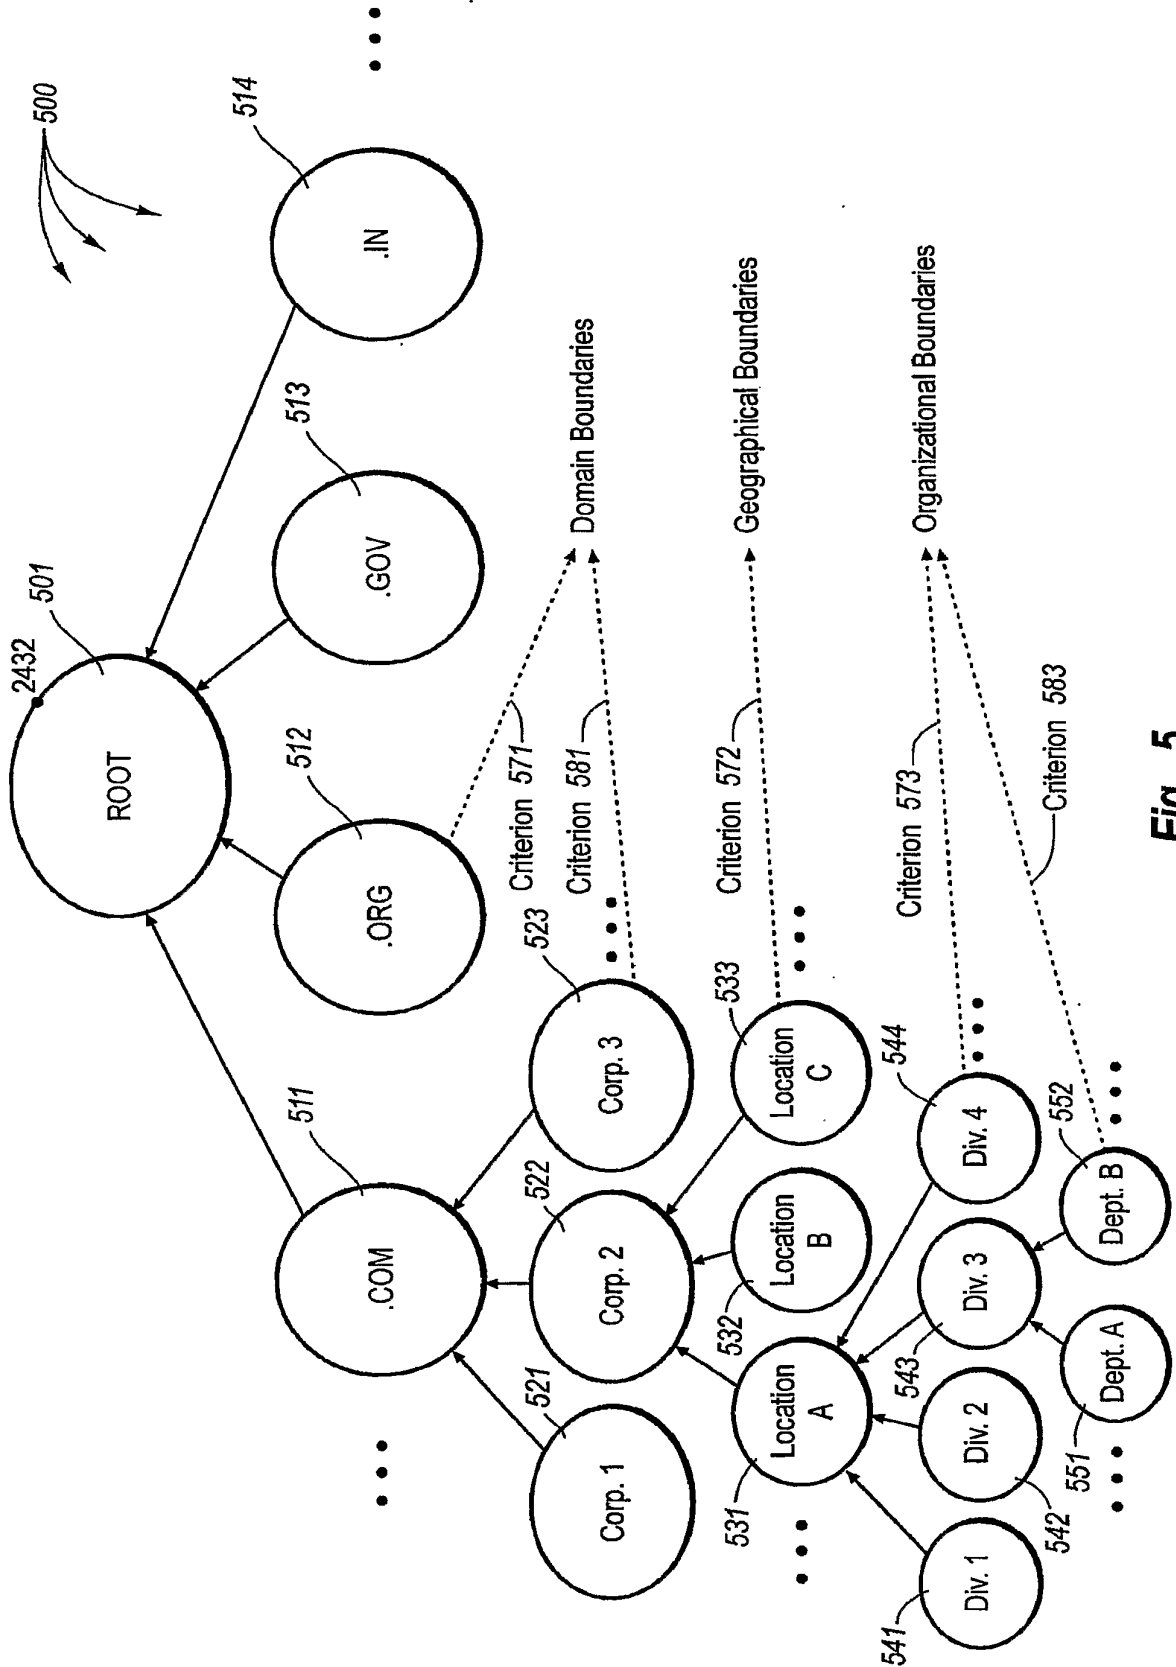 500
2432
501
ROOT
511
.COM
512
.ORG
513
.GOV
514
.IN
521
Corp. 1
522
Corp. 2
523
Corp. 3
Criterion 571
Criterion 581
Domain Boundaries
531
Location
A
532
Location
B
533
Location
C
Criterion 572
Geographical Boundaries
541
Div. 1
542
Div. 2
543
Div. 3
544
Div. 4
Criterion 573
Organizational Boundaries
551
Dept. A
552
Dept. B
Criterion 583
Fig. 5